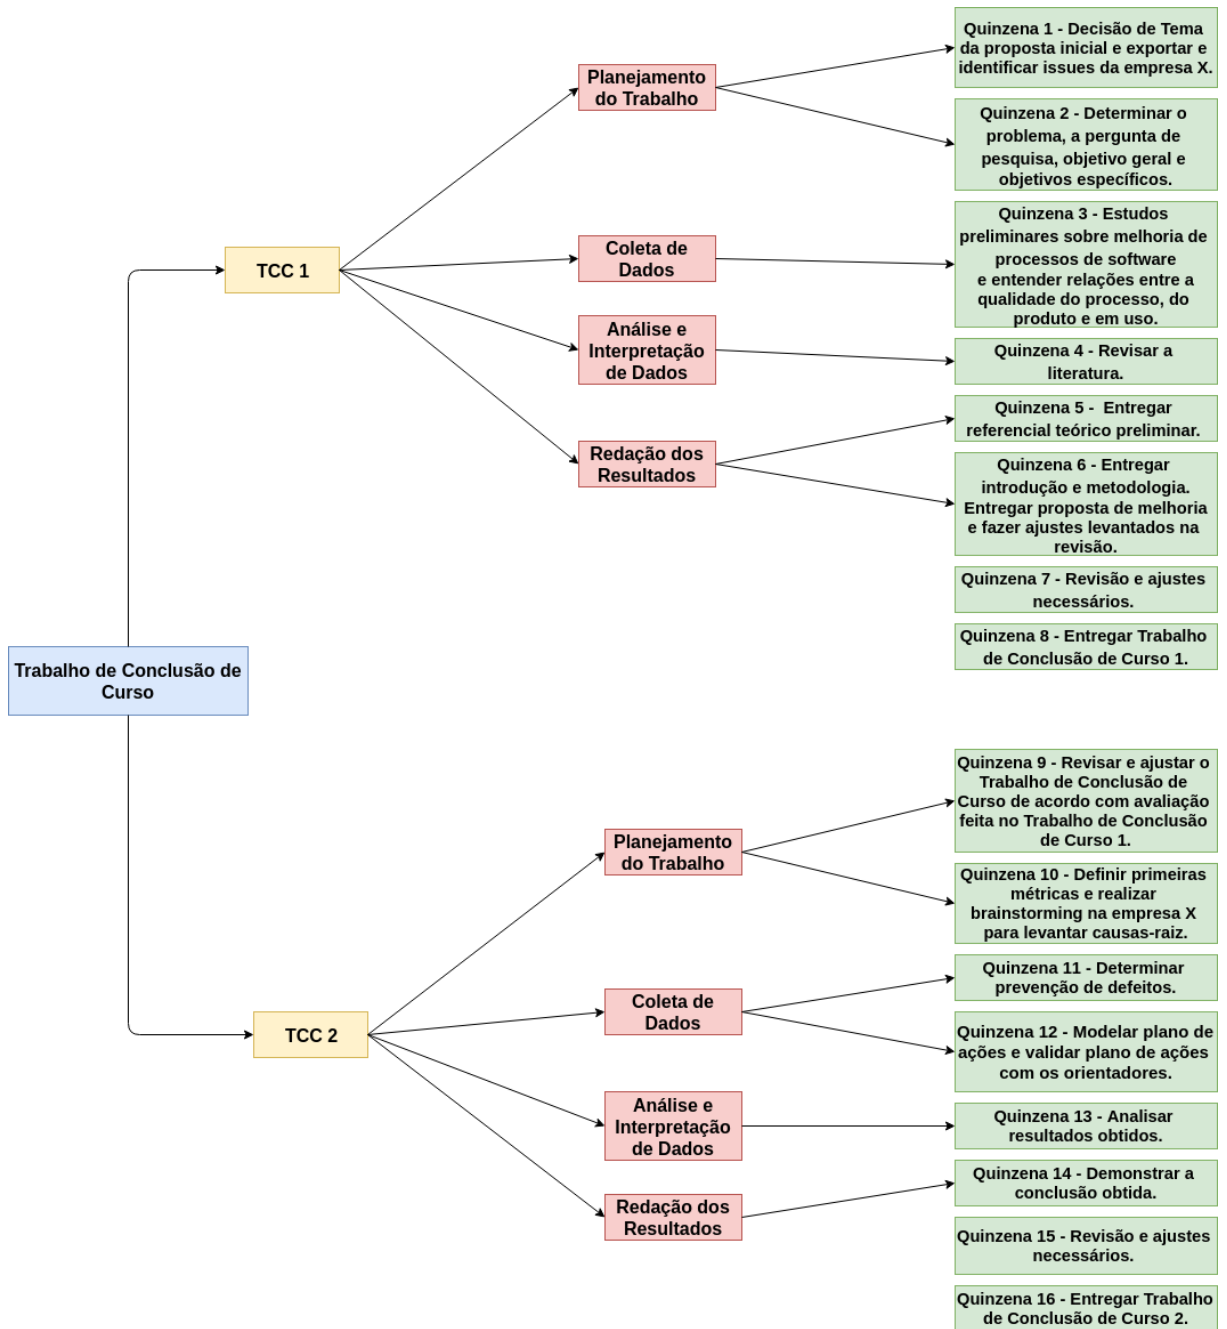 Trabalho de Conclusão de
Curso
TCC 1
Planejamento
do Trabalho
Quinzena 1 - Decisão de Tema
da proposta inicial e exportar e
identificar issues da empresa X.
Quinzena 2 - Determinar o
problema, a pergunta de
pesquisa, objetivo geral e
objetivos específicos.
Coleta de
Dados
Quinzena 3 - Estudos
preliminares sobre melhoria de
processos de software
e entender relações entre a
qualidade do processo, do
produto e em uso.
Análise e
Interpretação
de Dados
Quinzena 4 - Revisar a
literatura.
Redação dos
Resultados
Quinzena 5 - Entregar
referencial teórico preliminar.
Quinzena 6 - Entregar
introdução e metodologia.
Entregar proposta de melhoria
e fazer ajustes levantados na
revisão.
Quinzena 7 - Revisão e ajustes
necessários.
Quinzena 8 - Entregar Trabalho
de Conclusão de Curso 1.
TCC 2
Planejamento
do Trabalho
Quinzena 9 - Revisar e ajustar o
Trabalho de Conclusão de
Curso de acordo com avaliação
feita no Trabalho de Conclusão
de Curso 1.
Quinzena 10 - Definir primeiras
métricas e realizar
brainstorming na empresa X
para levantar causas-raiz.
Coleta de
Dados
Quinzena 11 - Determinar
prevenção de defeitos.
Quinzena 12 - Modelar plano de
ações e validar plano de ações
com os orientadores.
Análise e
Interpretação
de Dados
Quinzena 13 - Analisar
resultados obtidos.
Redação dos
Resultados
Quinzena 14 - Demonstrar a
conclusão obtida.
Quinzena 15 - Revisão e ajustes
necessários.
Quinzena 16 - Entregar Trabalho
de Conclusão de Curso 2.